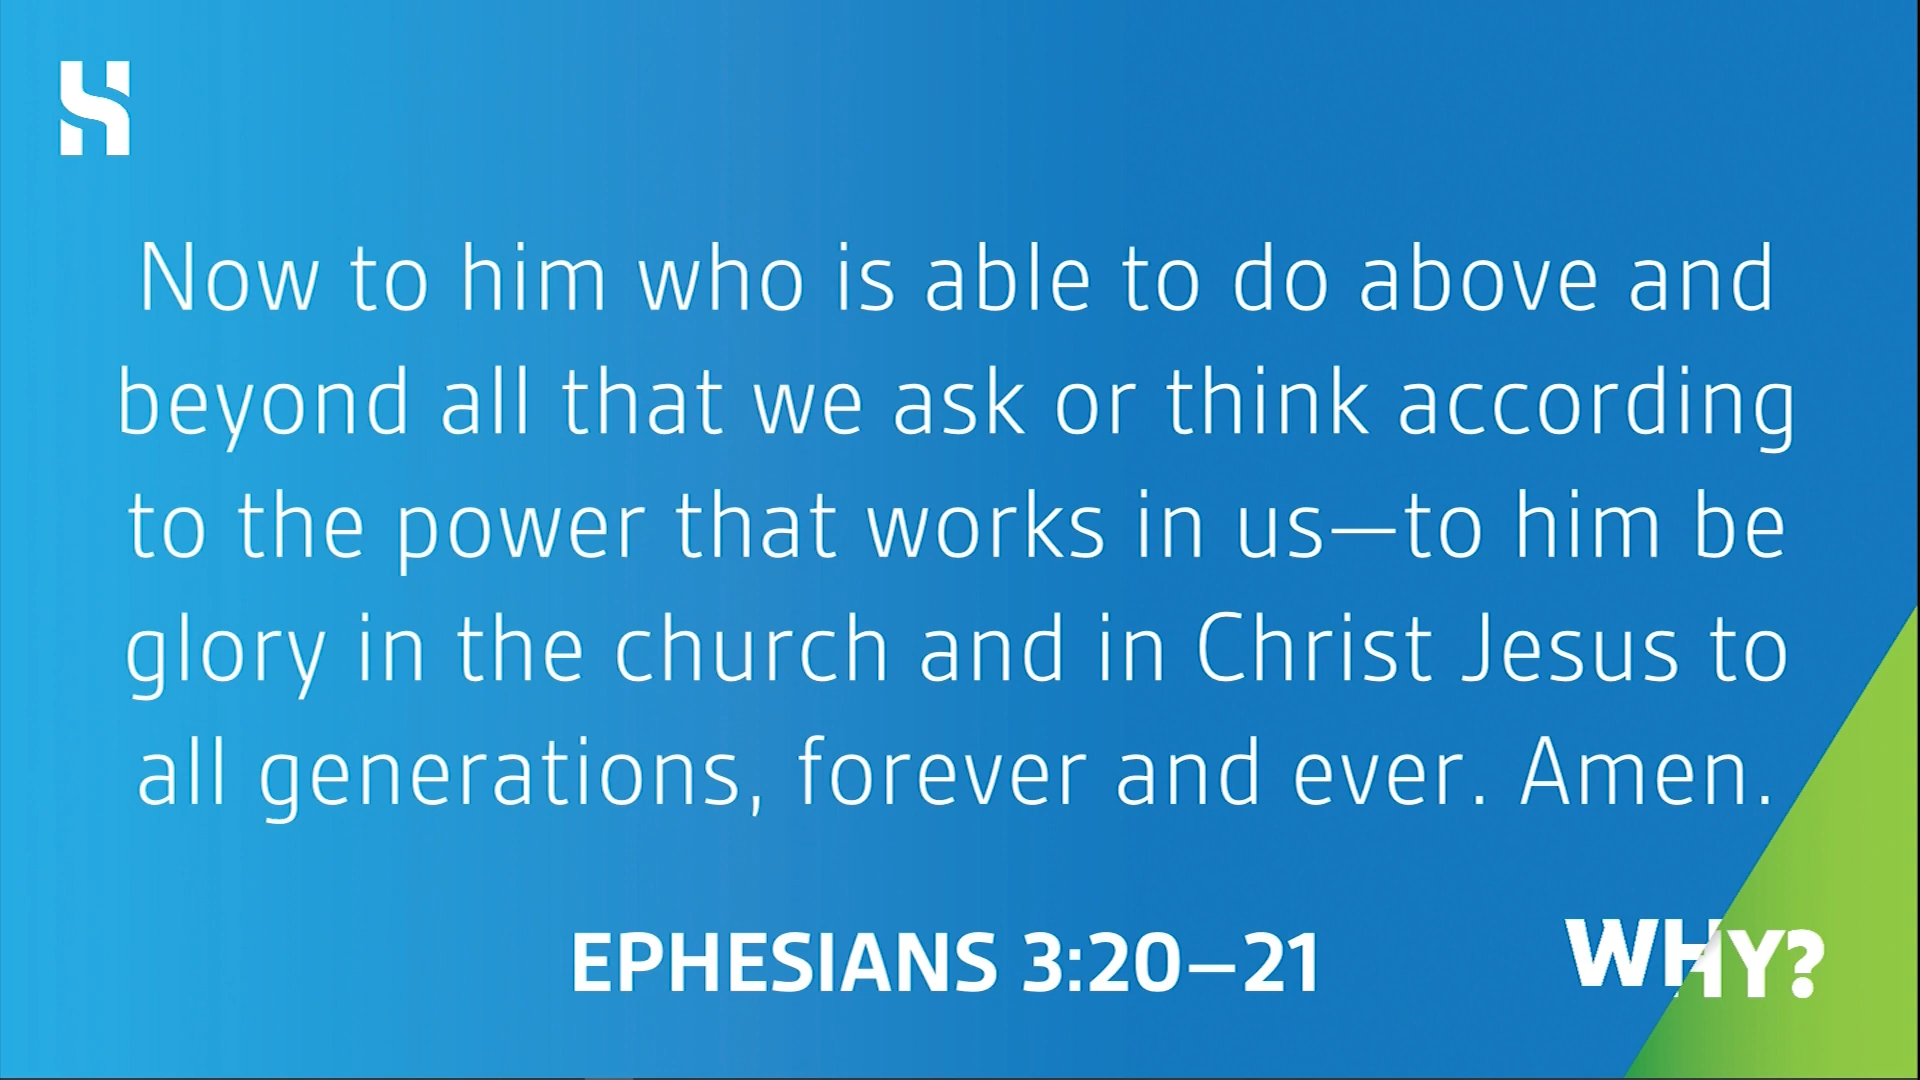 Now to him who is able to do above and
beyond all that we ask or think according
to the power that works in us—to him be
glory in the church and in Christ Jesus to
all generations, forever and ever. Amen.
EPHESIANS 3:20–21
WHY?